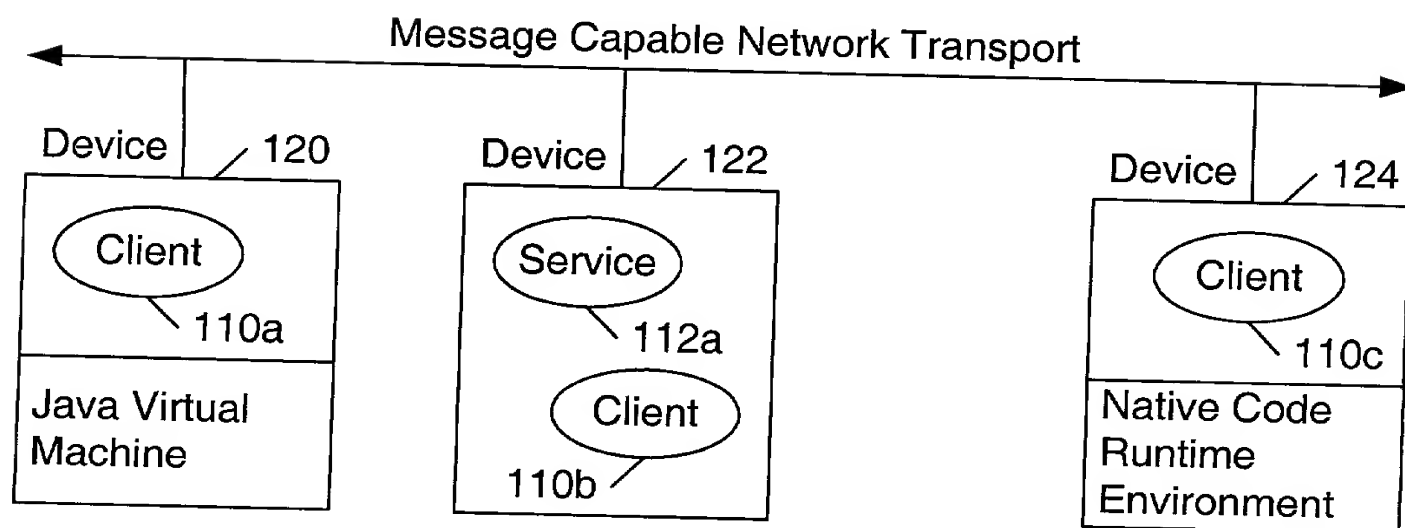 Message Capable Network Transport
Device
120
Client
110a
Java Virtual
Machine
Device
122
Service
112a
Client
110b
Device
124
Client
110c
Native Code
Runtime
Environment